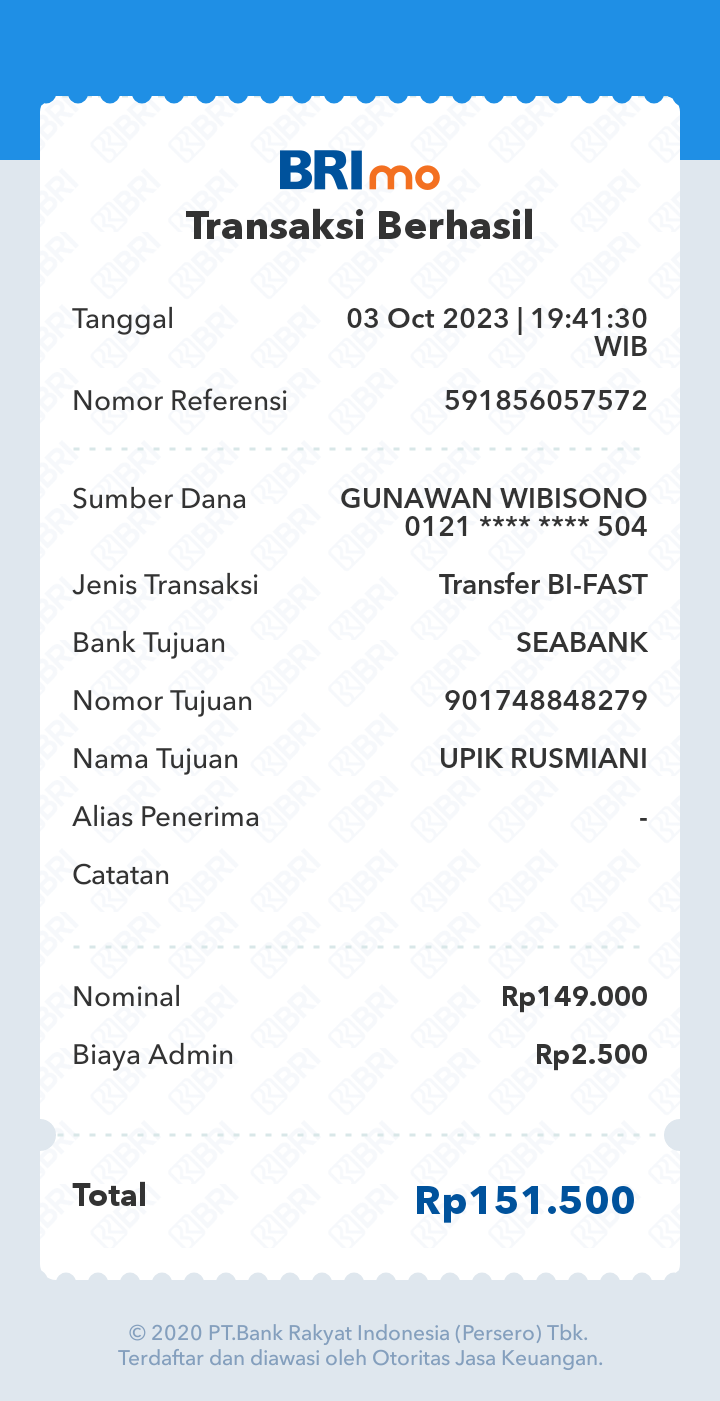 BRImo
Transaksi Berhasil
Tanggal 03 Oct 2023 | 19:41:30
WIB
Nomor Referensi 591856057572
Sumber Dana GUNAWAN WIBISONO
0121 **** **** 504
Jenis Transaksi Transfer BI-FAST
Bank Tujuan SEABANK
Nomor Tujuan 901748848279
Nama Tujuan UPIK RUSMIANI
Alias Penerima -
Catatan
Nominal Rp149.000
Biaya Admin Rp2.500
Total Rp151.500
© 2020 PT.Bank Rakyat Indonesia (Persero) Tbk.
Terdaftar dan diawasi oleh Otoritas Jasa Keuangan.